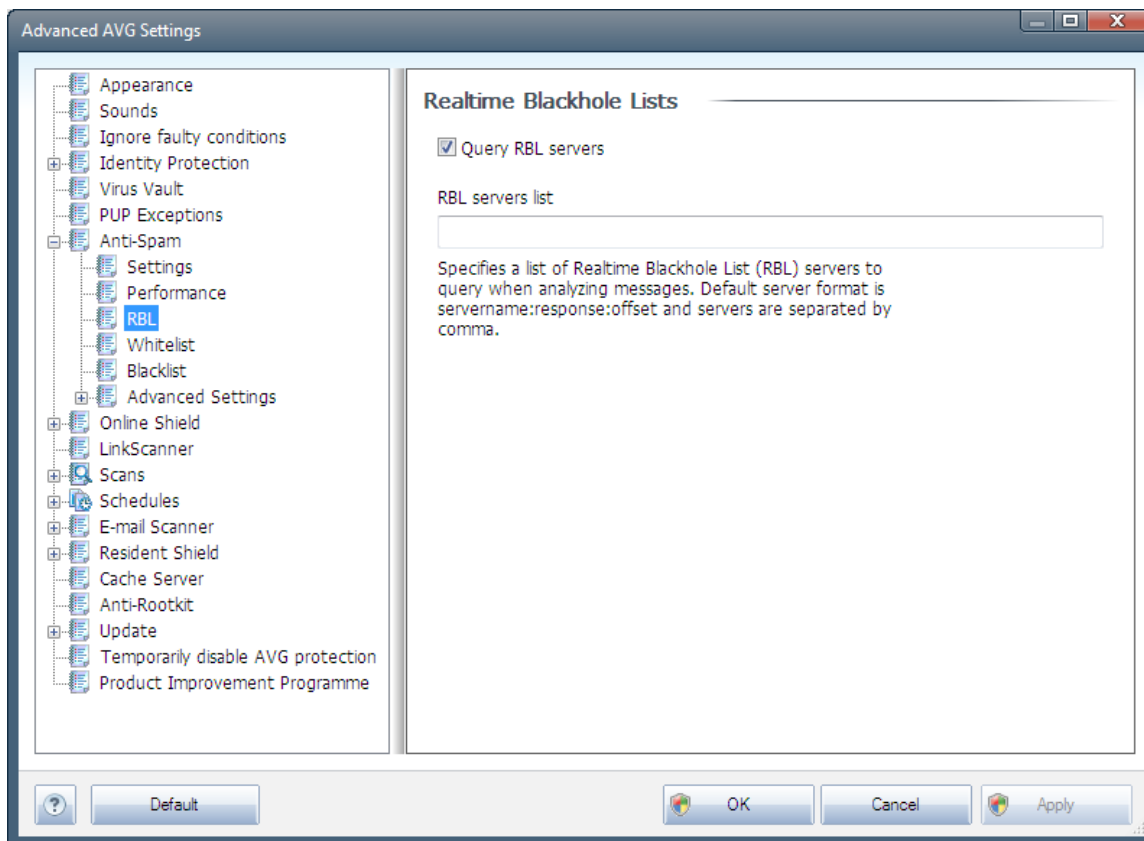 Advanced AVG Settings
Appearance
Sounds
Ignore faulty conditions
Identity Protection
Virus Vault
PUP Exceptions
Anti-Spam
Settings
Performance
RBL
Whitelist
Blacklist
Advanced Settings
Online Shield
LinkScanner
Scans
Schedules
E-mail Scanner
Resident Shield
Cache Server
Anti-Rootkit
Update
Temporarily disable AVG protection
Product Improvement Programme
Realtime Blackhole Lists
Query RBL servers
RBL servers list
Specifies a list of Realtime Blackhole List (RBL) servers to
query when analyzing messages. Default server format is
servername:response:offset and servers are separated by
comma.
? Default OK Cancel Apply